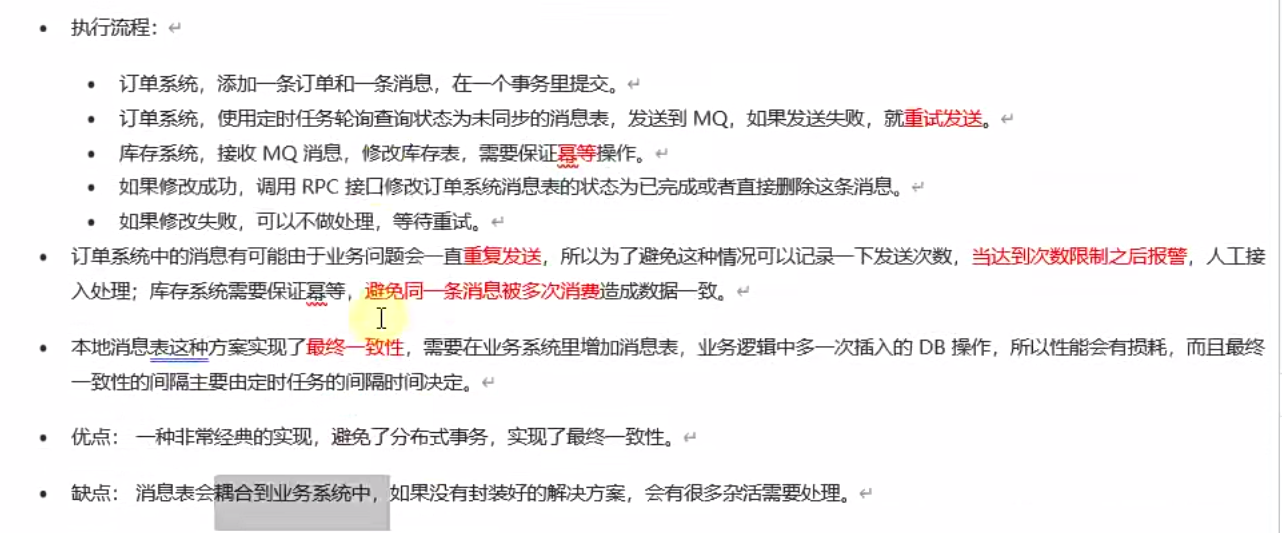 执行流程：
订单系统，添加一条订单和一条消息，在一个事务里提交。
订单系统，使用定时任务轮询查询状态为未同步的消息表，发送到 MQ，如果发送失败，就重试发送。
库存系统，接收 MQ 消息，修改库存表，需要保证幂等操作。
如果修改成功，调用 RPC 接口修改订单系统消息表的状态为已完成或者直接删除这条消息。
如果修改失败，可以不做处理，等待重试。
订单系统中的消息有可能由于业务问题会一直重复发送，所以为了避免这种情况可以记录一下发送次数，当达到次数限制之后报警，人工接
入处理；库存系统需要保证幂等，避免同一条消息被多次消费造成数据一致。
本地消息表这种方案实现了最终一致性，需要在业务系统里增加消息表，业务逻辑中多一次插入的 DB 操作，所以性能会有损耗，而且最终
一致性的间隔主要由定时任务的间隔时间决定。
优点： 一种非常经典的实现，避免了分布式事务，实现了最终一致性。
缺点： 消息表会耦合到业务系统中，如果没有封装好的解决方案，会有很多杂活需要处理。